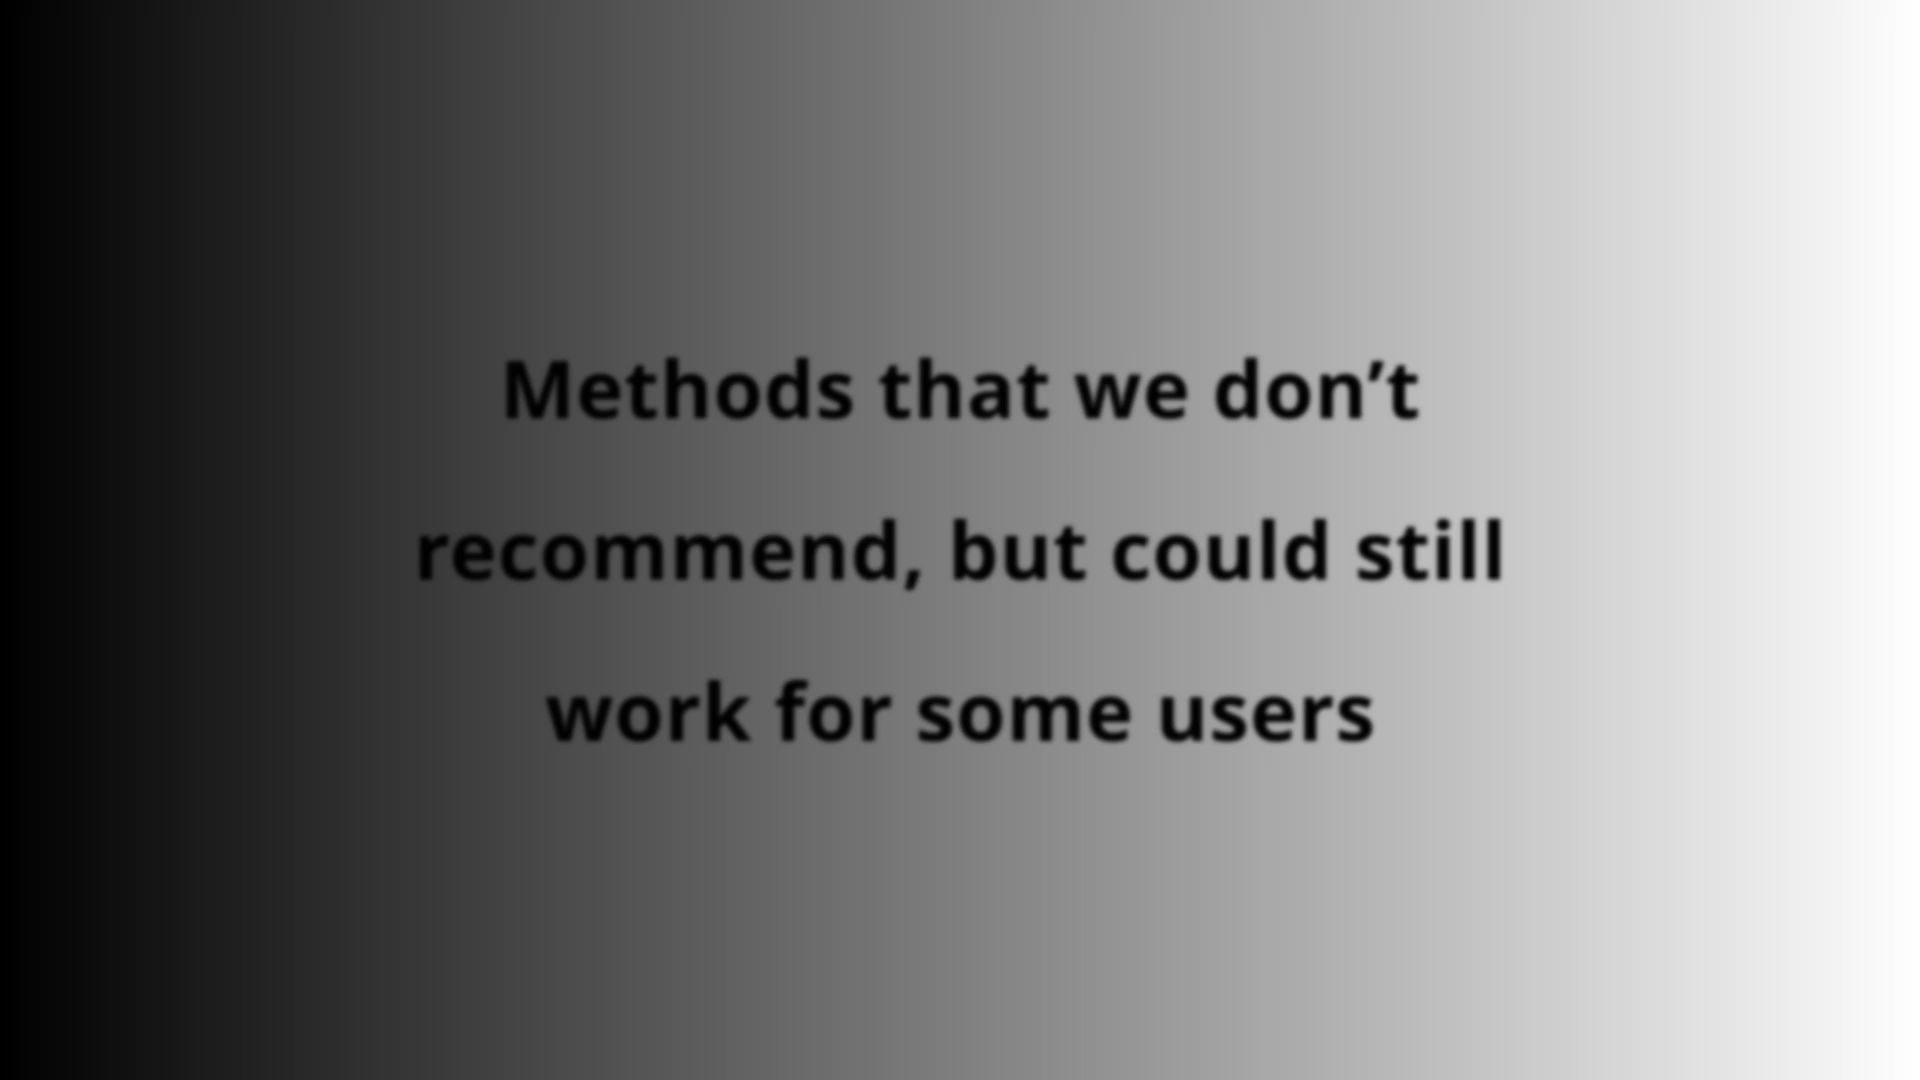 Methods that we don’t
recommend, but could still
work for some users